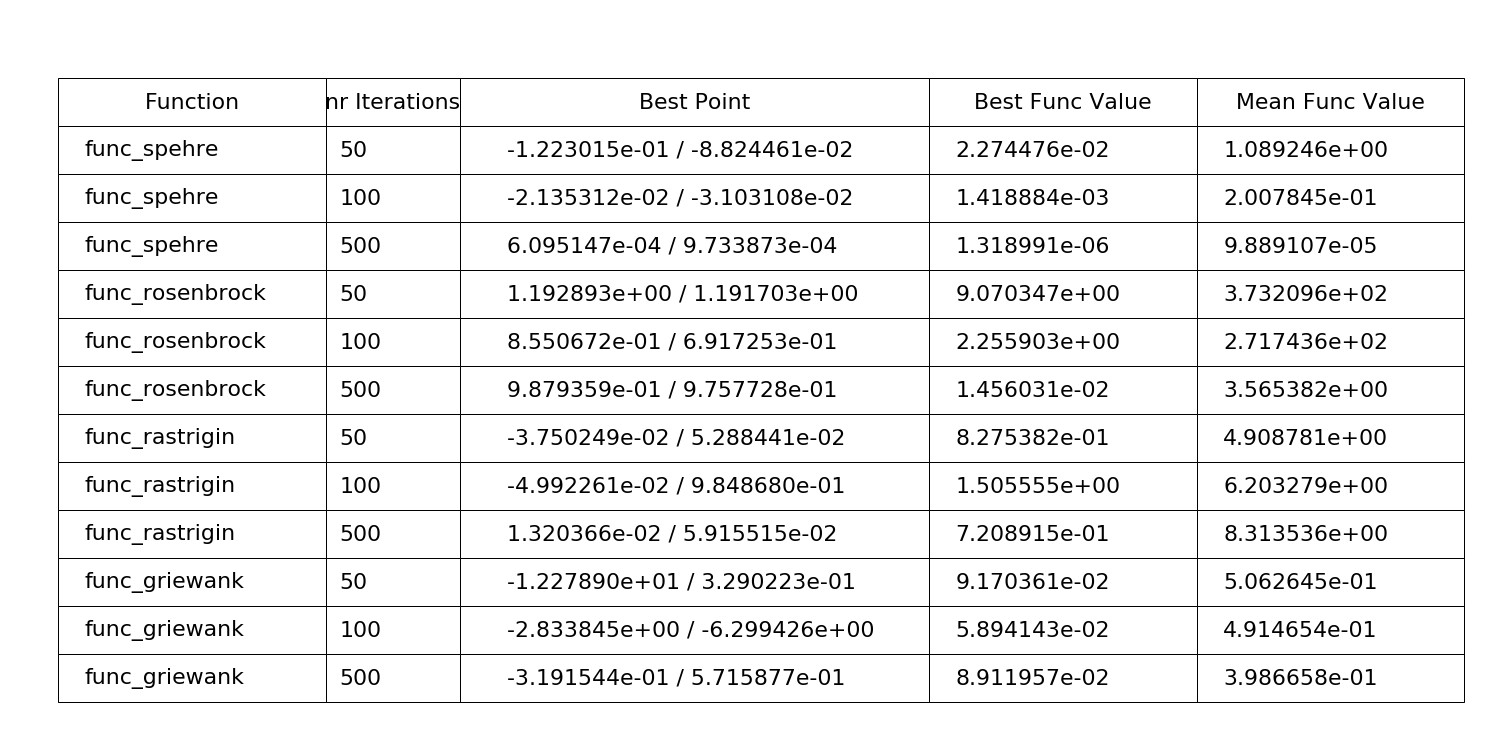 Function nr Iterations Best Point Best Func Value Mean Func Value
func_spehre 50 -1.223015e-01 / -8.824461e-02 2.274476e-02 1.089246e+00
func_spehre 100 -2.135312e-02 / -3.103108e-02 1.418884e-03 2.007845e-01
func_spehre 500 6.095147e-04 / 9.733873e-04 1.318991e-06 9.889107e-05
func_rosenbrock 50 1.192893e+00 / 1.191703e+00 9.070347e+00 3.732096e+02
func_rosenbrock 100 8.550672e-01 / 6.917253e-01 2.255903e+00 2.717436e+02
func_rosenbrock 500 9.879359e-01 / 9.757728e-01 1.456031e-02 3.565382e+00
func_rastrigin 50 -3.750249e-02 / 5.288441e-02 8.275382e-01 4.908781e+00
func_rastrigin 100 -4.992261e-02 / 9.848680e-01 1.505555e+00 6.203279e+00
func_rastrigin 500 1.320366e-02 / 5.915515e-02 7.208915e-01 8.313536e+00
func_griewank 50 -1.227890e+01 / 3.290223e-01 9.170361e-02 5.062645e-01
func_griewank 100 -2.833845e+00 / -6.299426e+00 5.894143e-02 4.914654e-01
func_griewank 500 -3.191544e-01 / 5.715877e-01 8.911957e-02 3.986658e-01